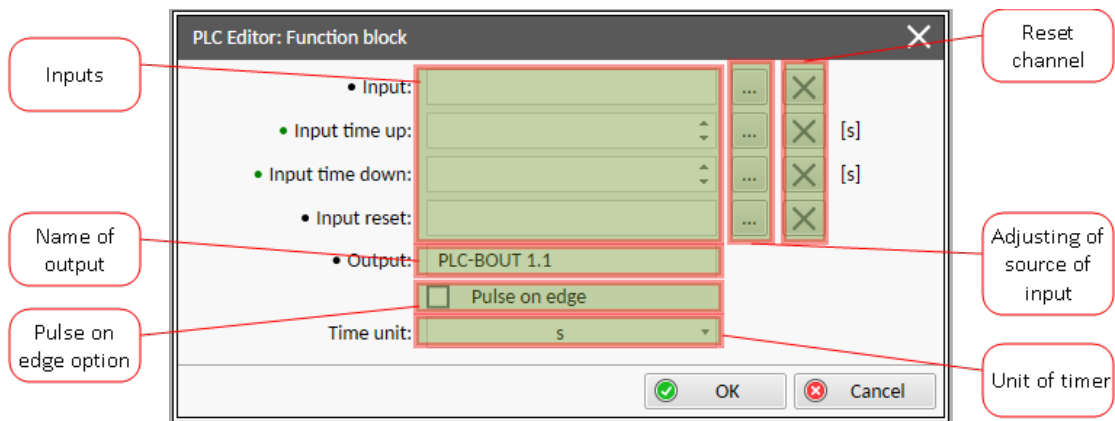 PLC Editor: Function block
Reset
channel
Inputs
• Input:
...
• Input time up:
...
[s]
• Input time down:
...
[s]
• Input reset:
...
Name of
output
• Output:
PLC-BOUT 1.1
Adjusting of
source of
input
Pulse on edge
Pulse on
edge option
Time unit:
s
Unit of timer
OK
Cancel